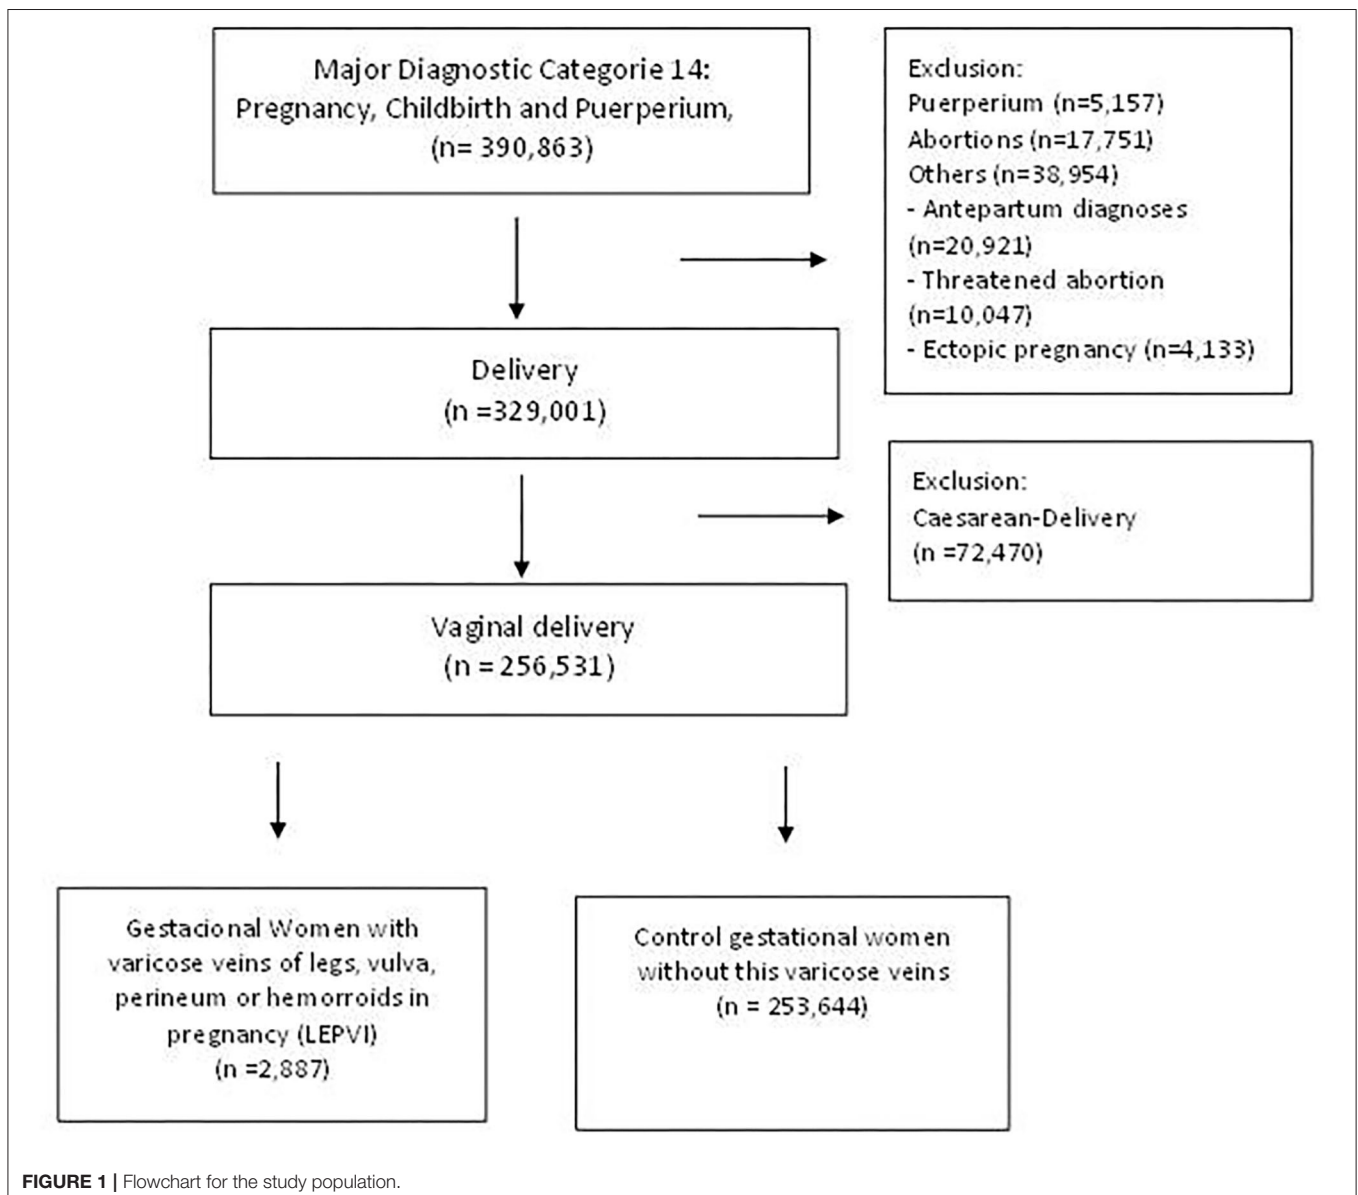 Major Diagnostic Categorie 14:
Pregnancy, Childbirth and Puerperium,
(n= 390,863)
Exclusion:
Puerperium (n=5,157)
Abortions (n=17,751)
Others (n=38,954)
- Antepartum diagnoses
(n=20,921)
- Threatened abortion
(n=10,047)
- Ectopic pregnancy (n=4,133)
Delivery
(n =329,001)
Exclusion:
Caesarean-Delivery
(n =72,470)
Vaginal delivery
(n = 256,531)
Gestacional Women with
varicose veins of legs, vulva,
perineum or hemorroids in
pregnancy (LEPVI)
(n =2,887)
Control gestational women
without this varicose veins
(n = 253,644)
FIGURE 1 | Flowchart for the study population.